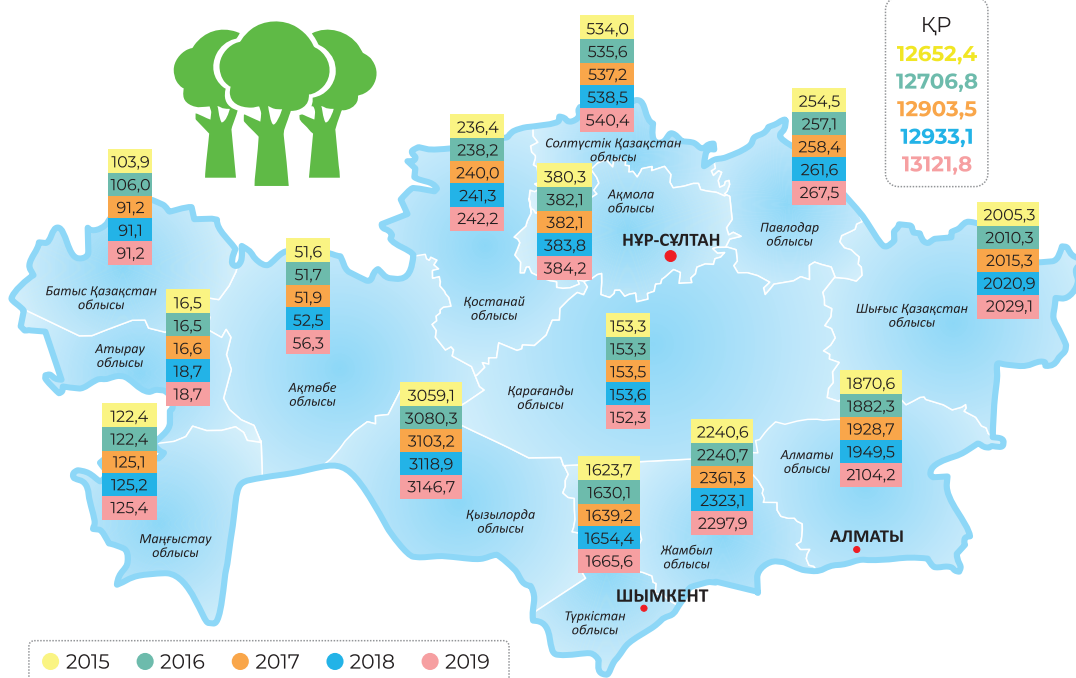 ҚР
12652,4
12706,8
12903,5
12933,1
13121,8
534,0
535,6
537,2
538,5
540,4
Солтүстік Қазақстан
облысы
254,5
257,1
258,4
261,6
267,5
Павлодар
облысы
236,4
238,2
240,0
241,3
242,2
Қостанай
облысы
380,3
382,1
382,1
383,8
384,2
Ақмола
облысы
НҰР-СҰЛТАН
103,9
106,0
91,2
91,1
91,2
Батыс Қазақстан
облысы
2005,3
2010,3
2015,3
2020,9
2029,1
Шығыс Қазақстан
облысы
51,6
51,7
51,9
52,5
56,3
Ақтөбе
облысы
16,5
16,5
16,6
18,7
18,7
Атырау
облысы
153,3
153,3
153,5
153,6
152,3
Қарағанды
облысы
1870,6
1882,3
1928,7
1949,5
2104,2
Алматы
облысы
АЛМАТЫ
3059,1
3080,3
3103,2
3118,9
3146,7
Қызылорда
облысы
122,4
122,4
125,1
125,2
125,4
Маңғыстау
облысы
2240,6
2240,7
2361,3
2323,1
2297,9
Жамбыл
облысы
1623,7
1630,1
1639,2
1654,4
1665,6
ШЫМКЕНТ
Түркістан
облысы
2015 2016 2017 2018 2019